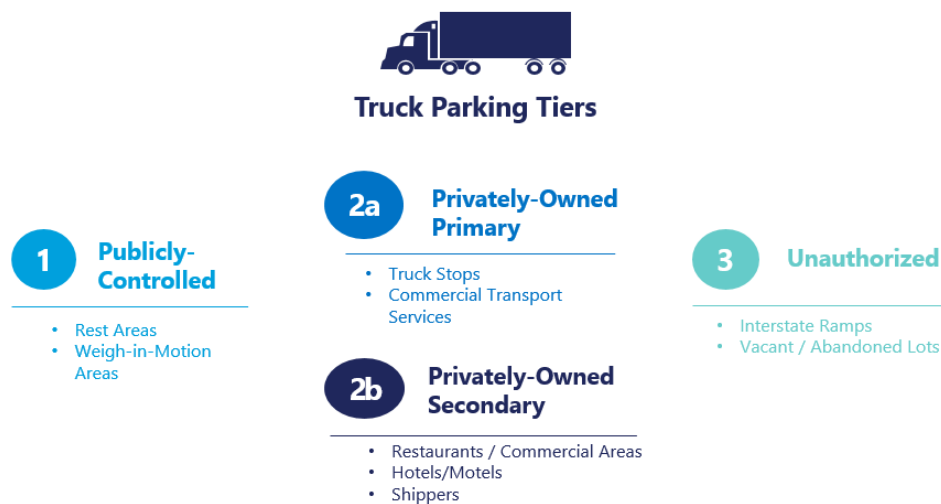 Truck Parking Tiers
1
Publicly-
Controlled
• Rest Areas
• Weigh-in-Motion
Areas
2a
Privately-Owned
Primary
• Truck Stops
• Commercial Transport
Services
2b
Privately-Owned
Secondary
• Restaurants / Commercial Areas
• Hotels/Motels
• Shippers
3
Unauthorized
• Interstate Ramps
• Vacant / Abandoned Lots